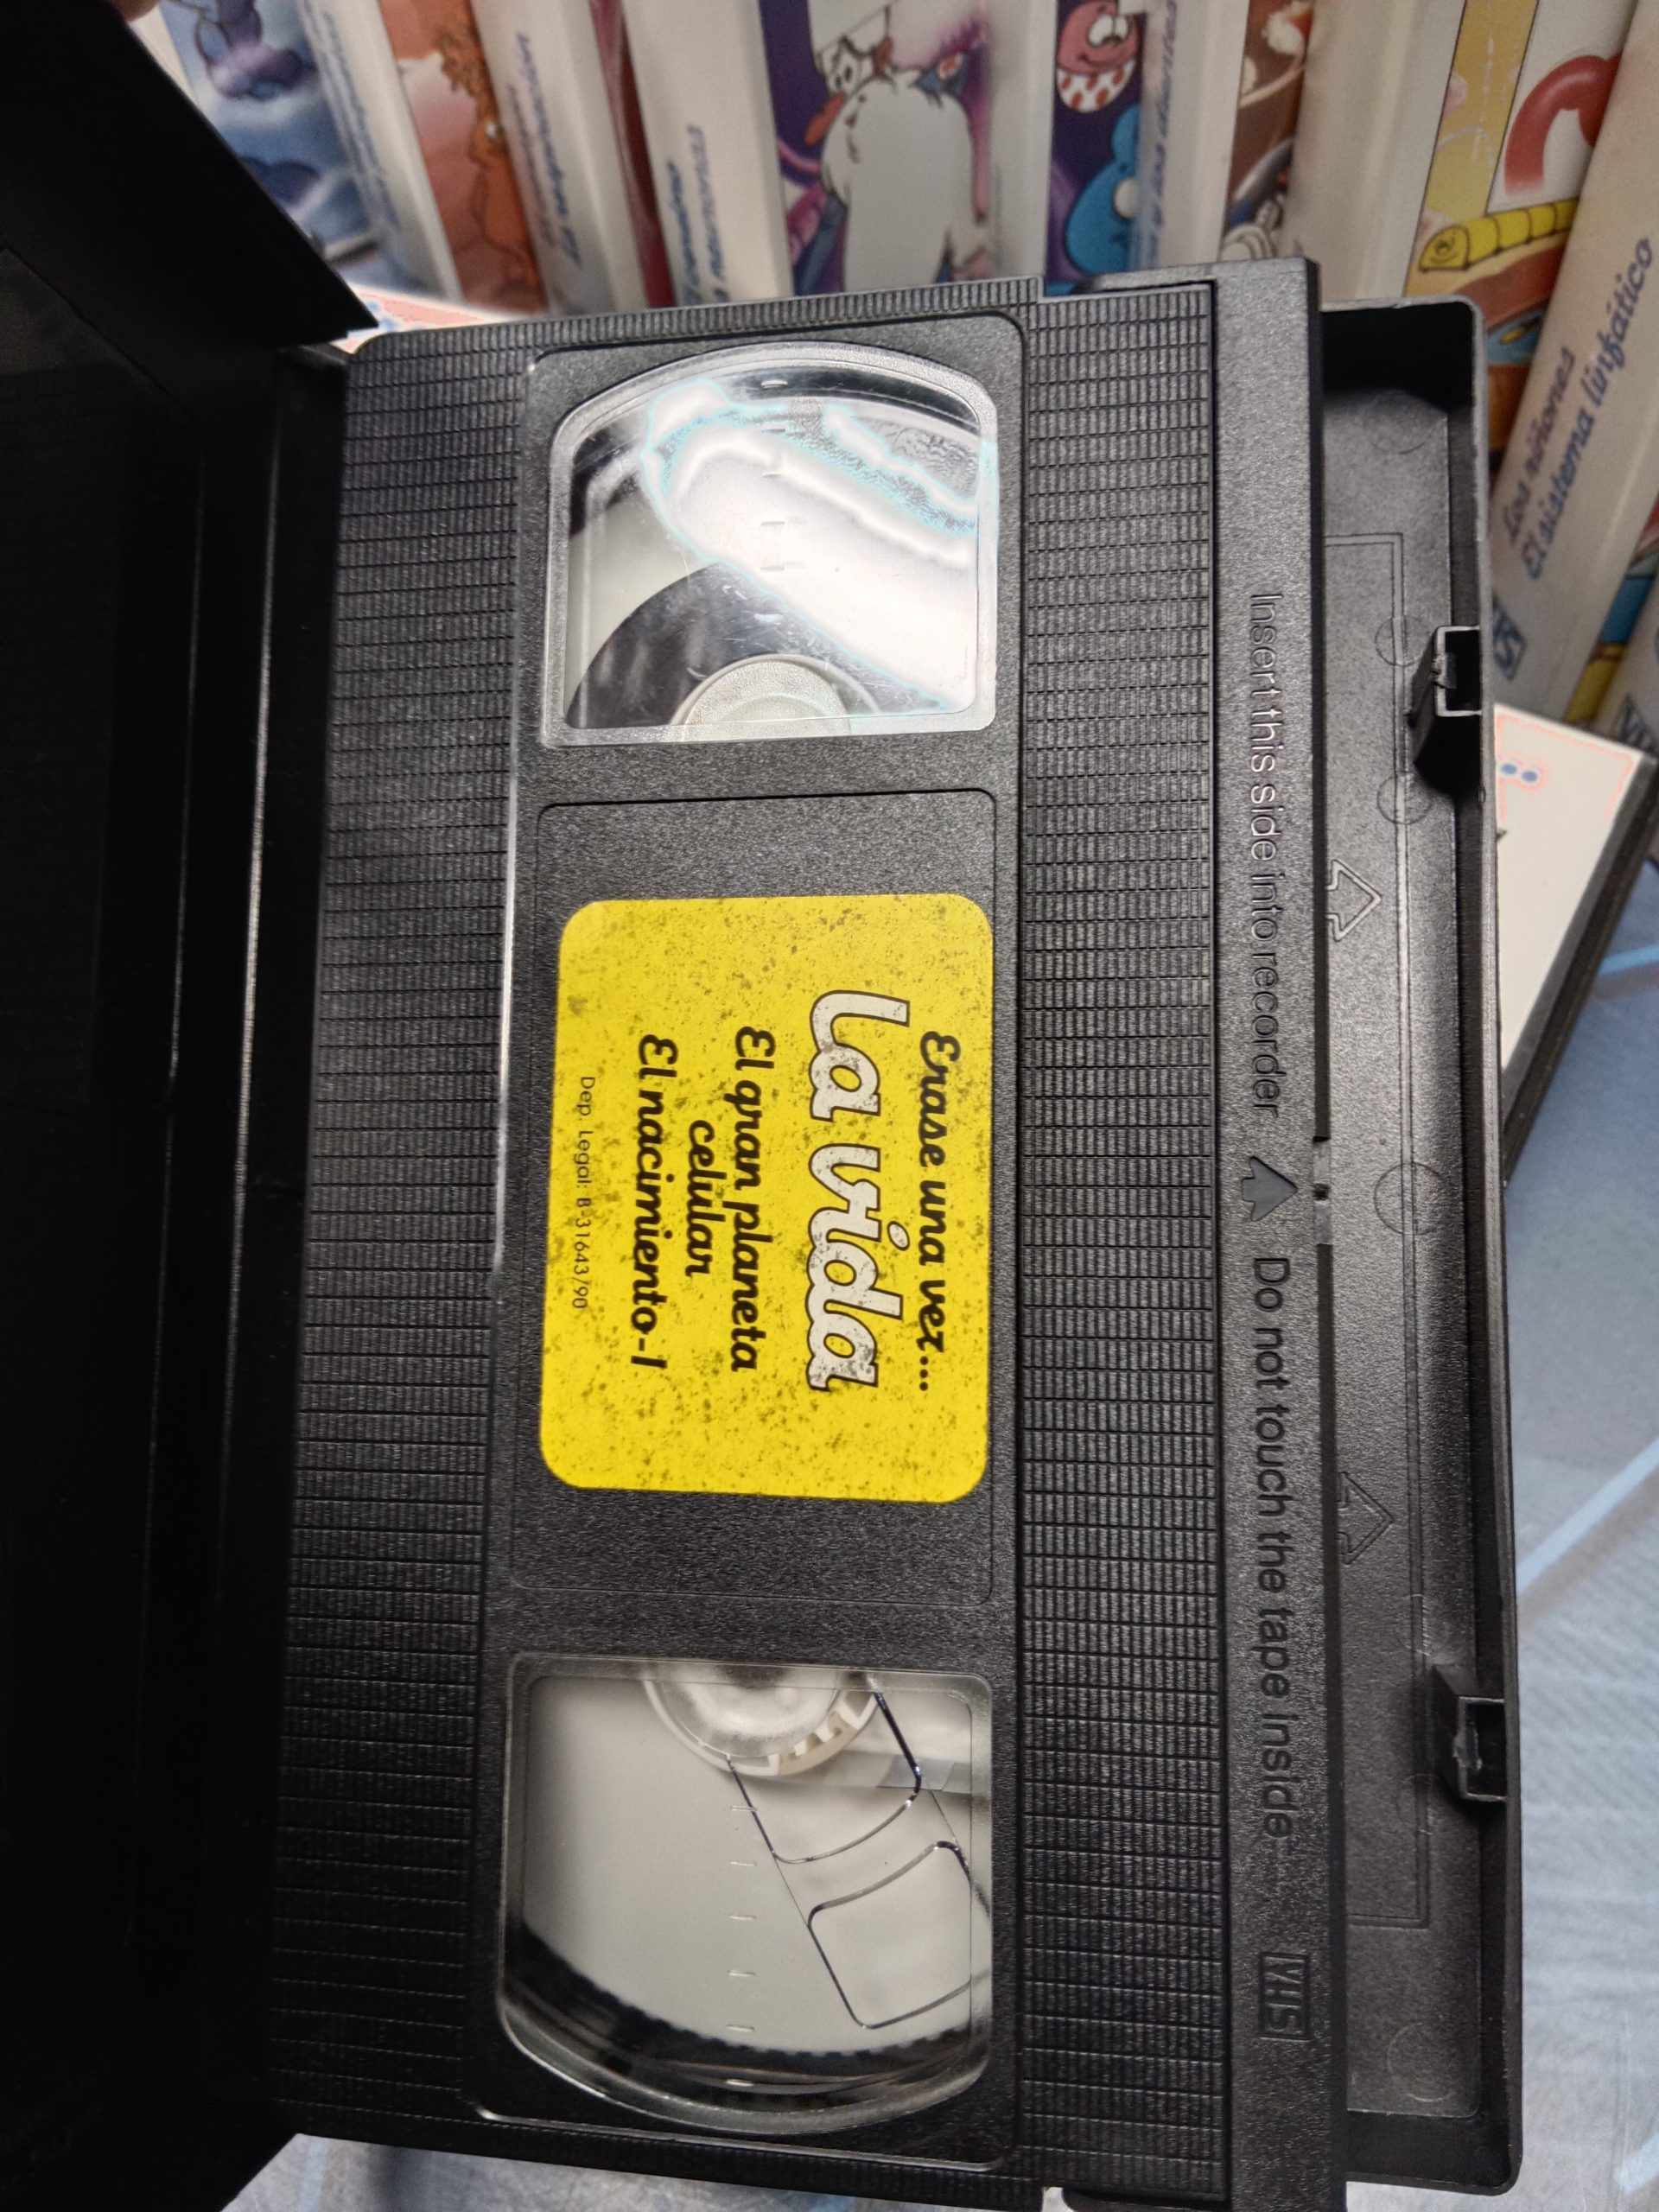 Erase una vez...
La vida
El gran planeta
celular
El nacimiento-1
Dep. Legal: B-31643/90
Insert this side into recorder
Do not touch the tape inside
VHS
Los riñones
El sistema linfático